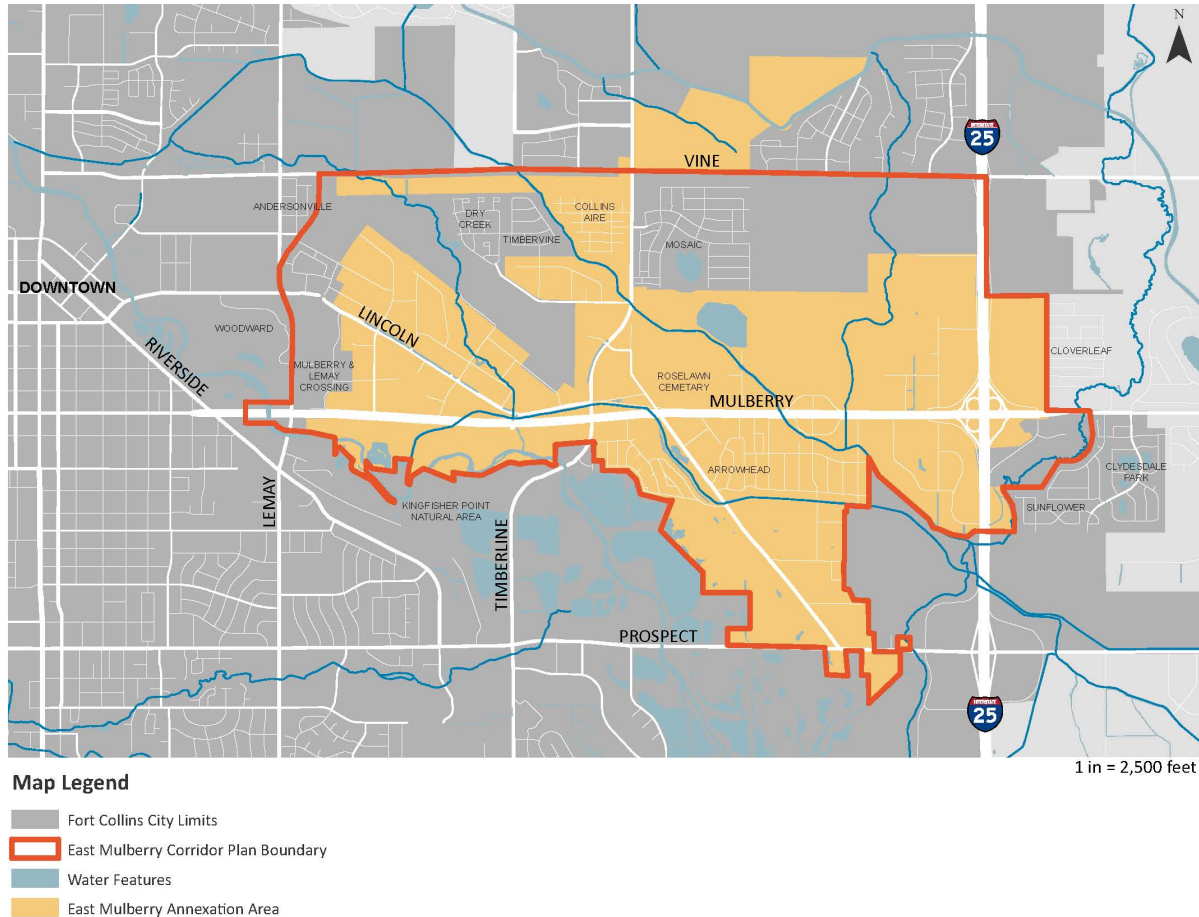 N
INTERSTATE
25
VINE
ANDERSONVILLE
DRY
CREEK
COLLINS
AIRE
TIMBERVINE
MOSAIC
DOWNTOWN
LINCOLN
WOODWARD
RIVERSIDE
MULBERRY &
LEMAY
CROSSING
CLOVERLEAF
ROSELAWN
CEMETARY
MULBERRY
ARROWHEAD
CLYDESDALE
PARK
LEMAY
KINGFISHER POINT
NATURAL AREA
SUNFLOWER
TIMBERLINE
PROSPECT
INTERSTATE
25
1 in = 2,500 feet
Map Legend
Fort Collins City Limits
East Mulberry Corridor Plan Boundary
Water Features
East Mulberry Annexation Area